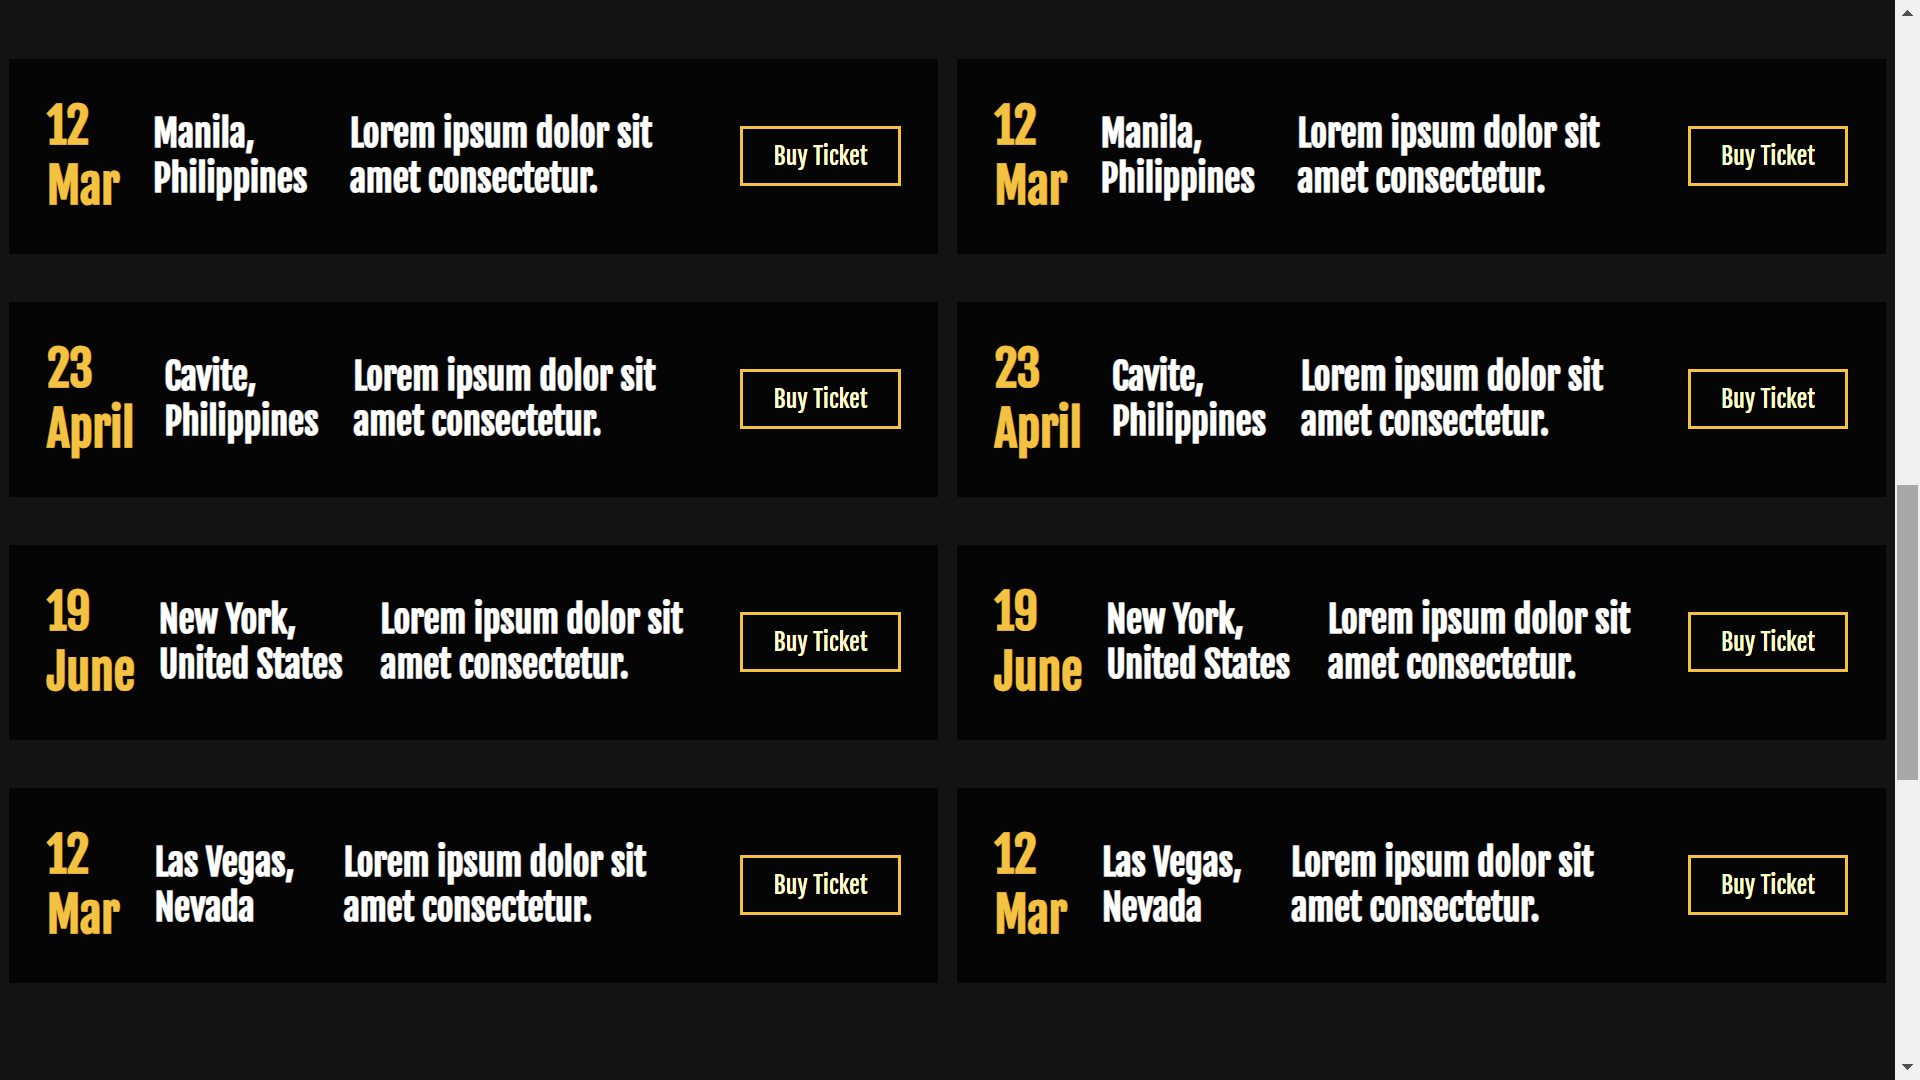 12
Mar
Manila,
Philippines
Lorem ipsum dolor sit
amet consectetur.
Buy Ticket
12
Mar
Manila,
Philippines
Lorem ipsum dolor sit
amet consectetur.
Buy Ticket
23
April
Cavite,
Philippines
Lorem ipsum dolor sit
amet consectetur.
Buy Ticket
23
April
Cavite,
Philippines
Lorem ipsum dolor sit
amet consectetur.
Buy Ticket
19
June
New York,
United States
Lorem ipsum dolor sit
amet consectetur.
Buy Ticket
19
June
New York,
United States
Lorem ipsum dolor sit
amet consectetur.
Buy Ticket
12
Mar
Las Vegas,
Nevada
Lorem ipsum dolor sit
amet consectetur.
Buy Ticket
12
Mar
Las Vegas,
Nevada
Lorem ipsum dolor sit
amet consectetur.
Buy Ticket